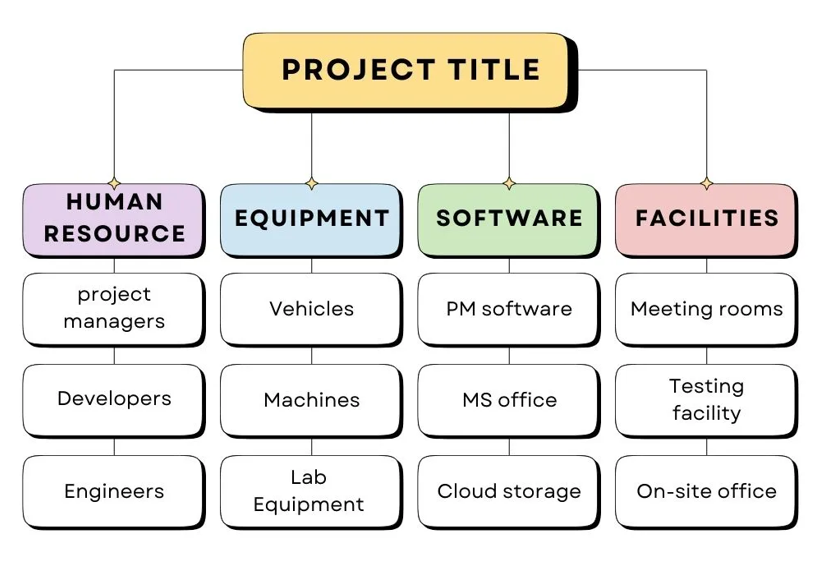 PROJECT TITLE
HUMAN
RESOURCE
EQUIPMENT
SOFTWARE
FACILITIES
project
managers
Vehicles
PM software
Meeting rooms
Developers
Machines
MS office
Testing
facility
Engineers
Lab
Equipment
Cloud storage
On-site office